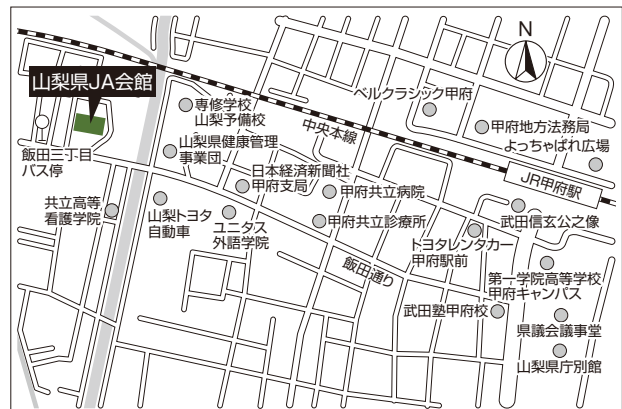 N
山梨県JA会館
専修学校
山梨予備校
ベルクラシック甲府
中央本線
甲府地方法務局
よっちゃばれ広場
飯田三丁目
バス停
山梨県健康管理
事業団
日本経済新聞社
甲府支局
甲府共立病院
JR甲府駅
共立高等
看護学院
山梨トヨタ
自動車
ユニタス
外語学院
甲府共立診療所
武田信玄公之像
トヨタレンタカー
甲府駅前
飯田通り
第一学院高等学校
甲府キャンパス
武田塾甲府校
県議会議事堂
山梨県庁別館